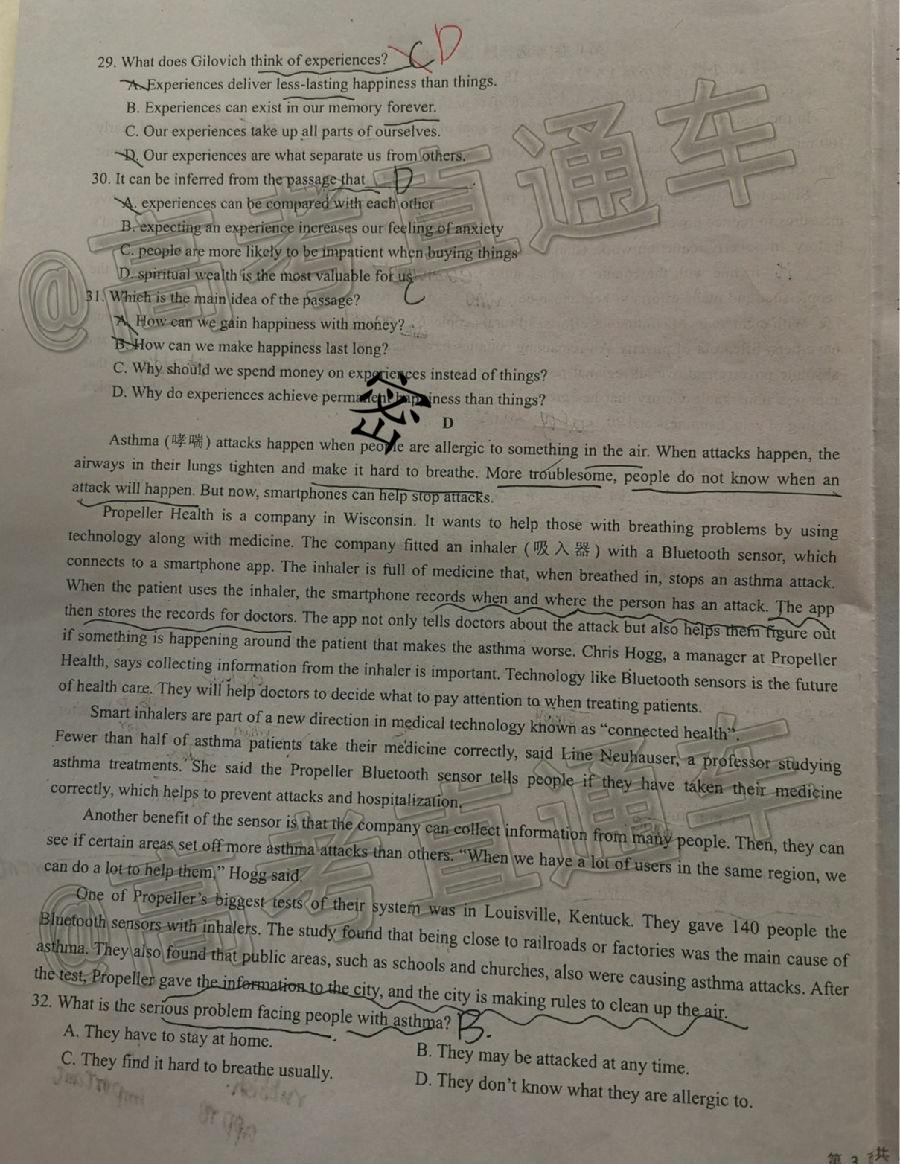 29. What does Gilovich think of experiences? C D
A. Experiences deliver less-lasting happiness than things.
B. Experiences can exist in our memory forever.
C. Our experiences take up all parts of ourselves.
D. Our experiences are what separate us from others.
30. It can be inferred from the passage that D .
A. experiences can be compared with each other
B. expecting an experience increases our feeling of anxiety
C. people are more likely to be impatient when buying things
D. spiritual wealth is the most valuable for us
31. Which is the main idea of the passage? C
A. How can we gain happiness with money?
B. How can we make happiness last long?
C. Why should we spend money on experiences instead of things?
D. Why do experiences achieve permanent happiness than things?
密
D
Asthma (哮喘) attacks happen when people are allergic to something in the air. When attacks happen, the
airways in their lungs tighten and make it hard to breathe. More troublesome, people do not know when an
attack will happen. But now, smartphones can help stop attacks.
Propeller Health is a company in Wisconsin. It wants to help those with breathing problems by using
technology along with medicine. The company fitted an inhaler (吸入器) with a Bluetooth sensor, which
connects to a smartphone app. The inhaler is full of medicine that, when breathed in, stops an asthma attack.
When the patient uses the inhaler, the smartphone records when and where the person has an attack. The app
then stores the records for doctors. The app not only tells doctors about the attack but also helps them figure out
if something is happening around the patient that makes the asthma worse. Chris Hogg, a manager at Propeller
Health, says collecting information from the inhaler is important. Technology like Bluetooth sensors is the future
of health care. They will help doctors to decide what to pay attention to when treating patients.
Smart inhalers are part of a new direction in medical technology known as “connected health”.
Fewer than half of asthma patients take their medicine correctly, said Line Neuhauser, a professor studying
asthma treatments. She said the Propeller Bluetooth sensor tells people if they have taken their medicine
correctly, which helps to prevent attacks and hospitalization.
Another benefit of the sensor is that the company can collect information from many people. Then, they can
see if certain areas set off more asthma attacks than others. “When we have a lot of users in the same region, we
can do a lot to help them,” Hogg said.
One of Propeller’s biggest tests of their system was in Louisville, Kentuck. They gave 140 people the
Bluetooth sensors with inhalers. The study found that being close to railroads or factories was the main cause of
asthma. They also found that public areas, such as schools and churches, also were causing asthma attacks. After
the test, Propeller gave the information to the city, and the city is making rules to clean up the air.
32. What is the serious problem facing people with asthma? B.
A. They have to stay at home.
B. They may be attacked at any time.
C. They find it hard to breathe usually.
D. They don’t know what they are allergic to.
第 3
共
@高考直通车
@高考直通车